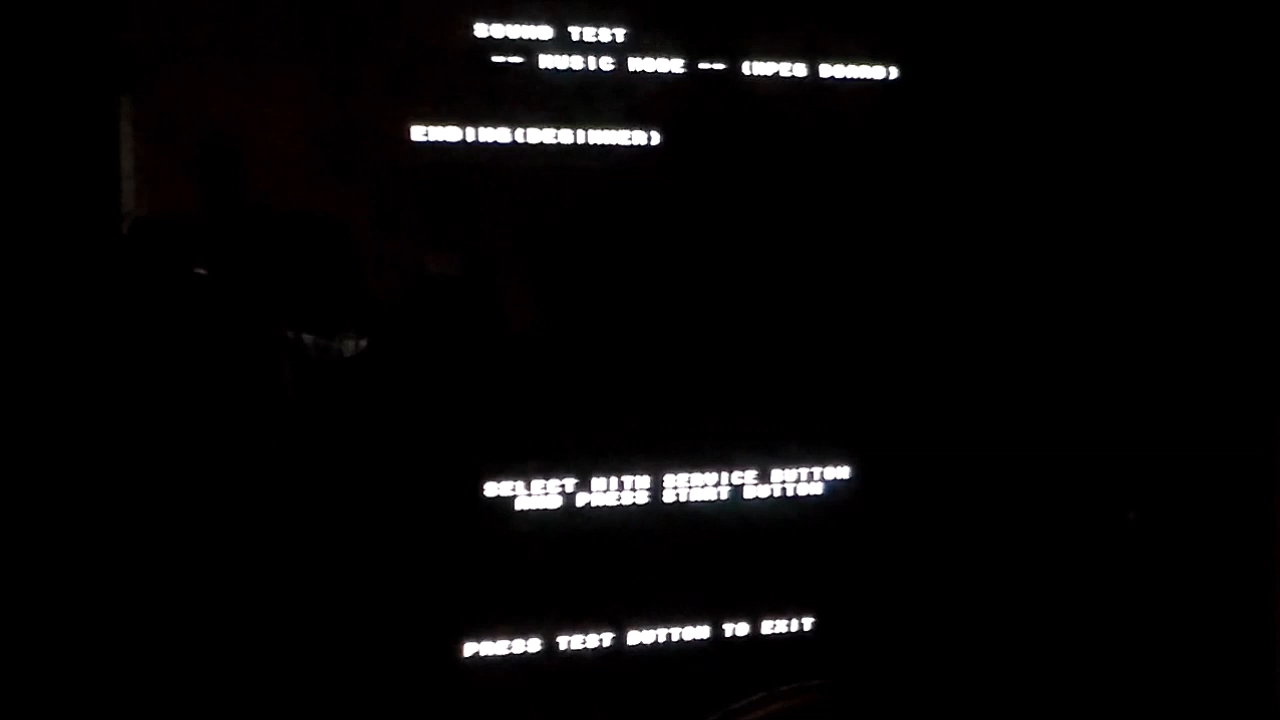 SOUND TEST
-- MUSIC MODE -- (MPEG BOARD)
ENDING(BEGINNER)
SELECT WITH SERVICE BUTTON
AND PRESS START BUTTON
PRESS TEST BUTTON TO EXIT